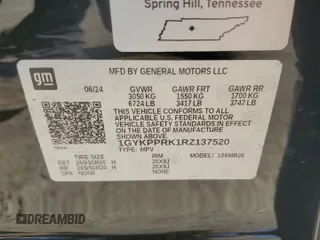 Spring Hill, Tennessee
gm
MFD BY GENERAL MOTORS LLC
06/24 GVWR GAWR FRT GAWR RR
3050 KG 1550 KG 1700 KG
6724 LB 3417 LB 3747 LB
THIS VEHICLE CONFORMS TO ALL
APPLICABLE U.S. FEDERAL MOTOR
VEHICLE SAFETY STANDARDS IN EFFECT
ON THE DATE OF MANUFACTURE SHOWN ABOVE.
1GYKPPRK1RZ137520
TYPE: MPV
TIRE SIZE RIM MODEL:
FRT H 20X9J
RR H 20X9J
SPR NONE NONE
DREAMBID